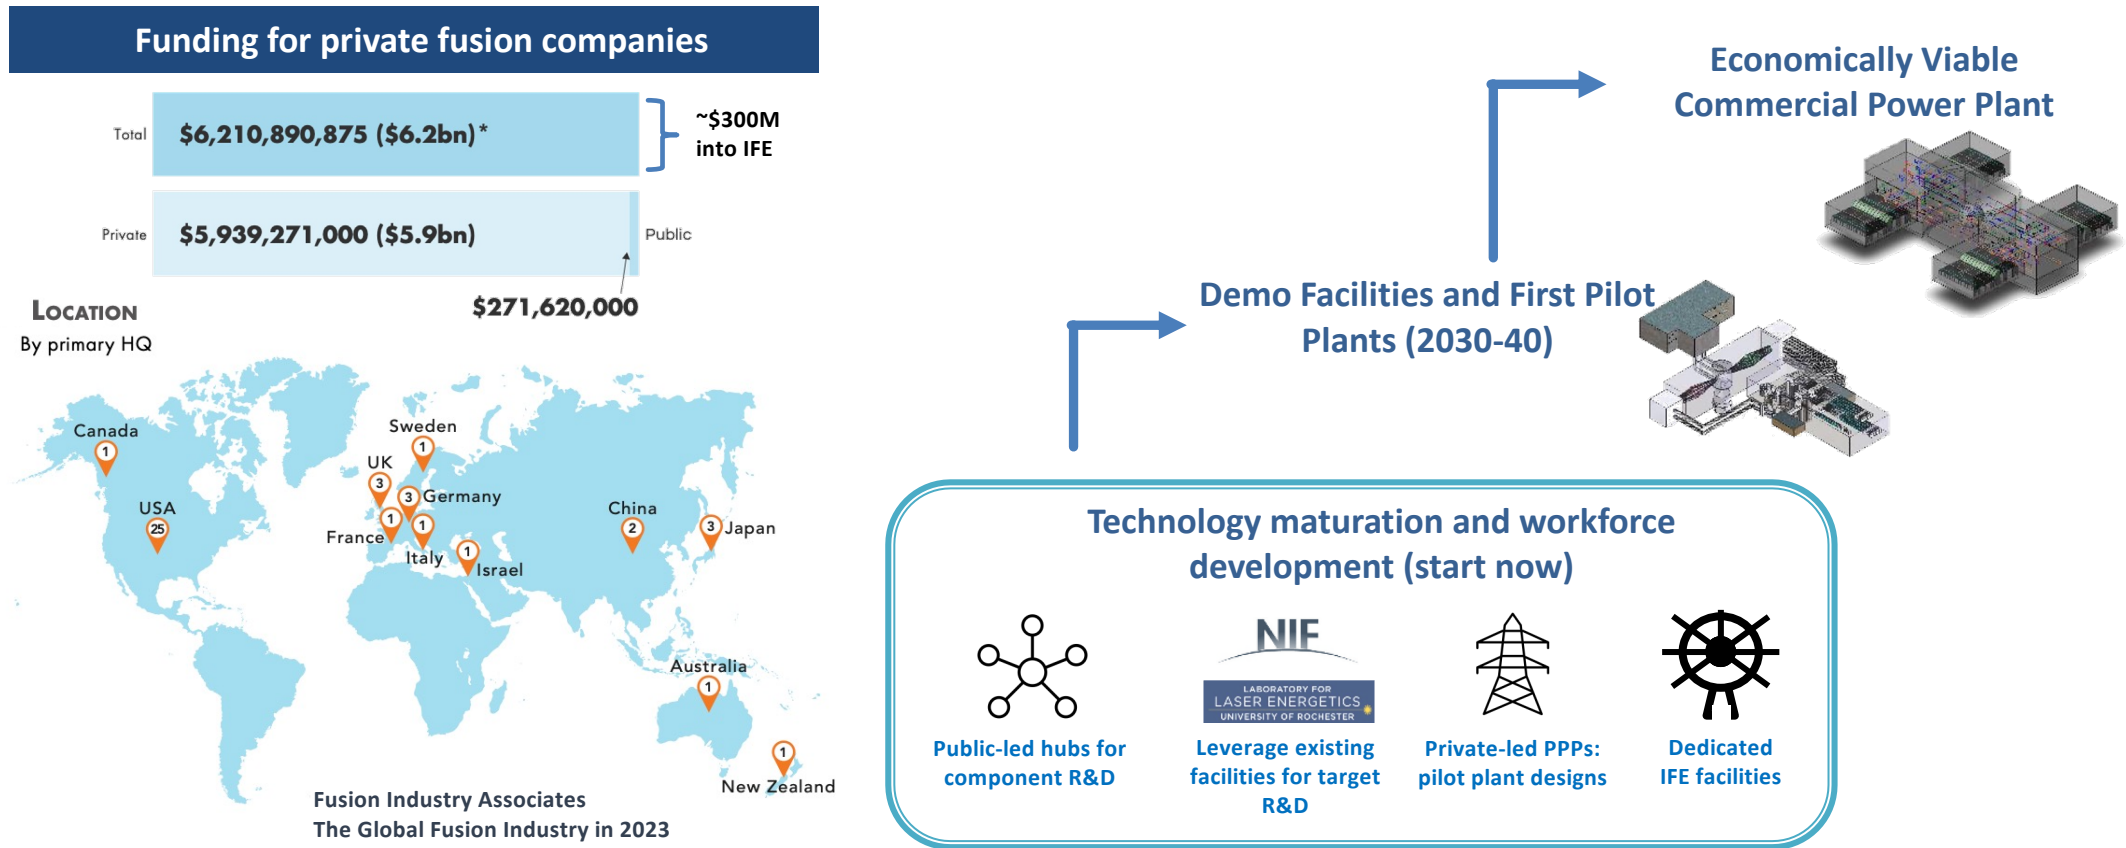 Funding for private fusion companies
Total
$6,210,890,875 ($6.2bn)*
~$300M
into IFE
Private
$5,939,271,000 ($5.9bn)
Public
$271,620,000
LOCATION
By primary HQ
Canada
1
Sweden
1
UK
3
3
Germany
USA
25
France
1
1
Italy
1
Israel
China
2
3
Japan
Australia
1
1
New Zealand
Fusion Industry Associates
The Global Fusion Industry in 2023
Economically Viable
Commercial Power Plant
Demo Facilities and First Pilot
Plants (2030-40)
Technology maturation and workforce
development (start now)
Public-led hubs for
component R&D
NIF
LABORATORY FOR
LASER ENERGETICS
UNIVERSITY OF ROCHESTER
Leverage existing
facilities for target
R&D
Private-led PPPs:
pilot plant designs
Dedicated
IFE facilities